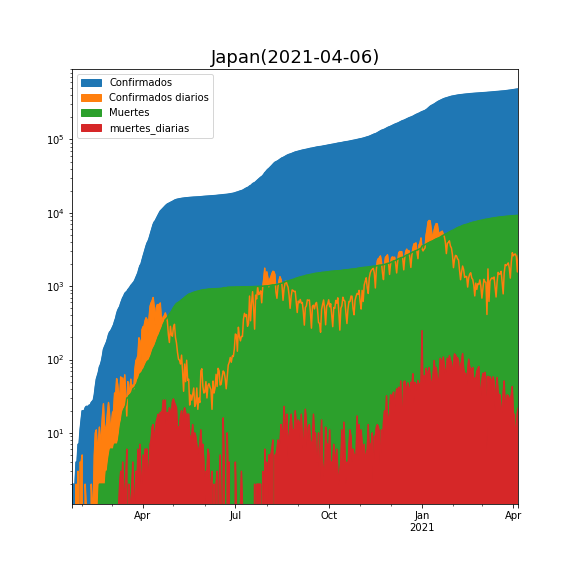 Japan(2021-04-06)
Confirmados
Confirmados diarios
Muertes
muertes_diarias
10^5
10^4
10^3
10^2
10^1
Apr Jul Oct Jan Apr
2021